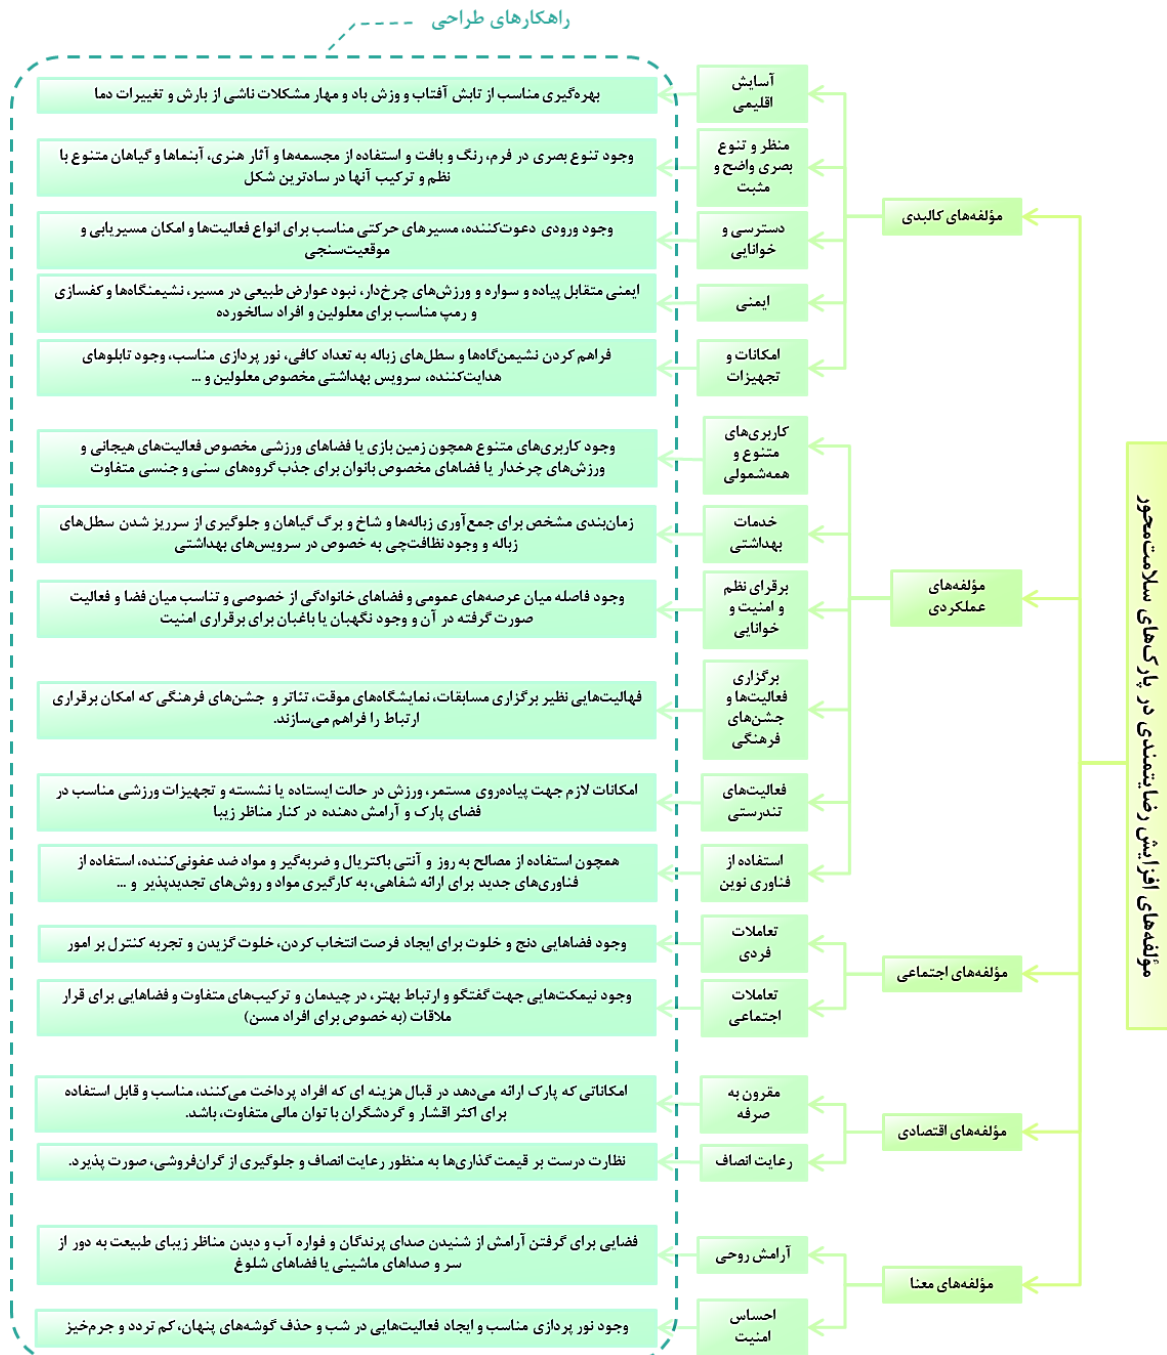 راهکارهای طراحی
مؤلفه‌های افزایش رضایتمندی در پارک‌های سلامت‌محور
مؤلفه‌های کالبدی
آسایش
اقلیمی
بهره‌گیری مناسب از تابش آفتاب و وزش باد و مهار مشکلات ناشی از بارش و تغییرات دما
منظر و تنوع
بصری واضح و
مثبت
وجود تنوع بصری در فرم، رنگ و بافت و استفاده از مجسمه‌ها و آثار هنری، آبنماها و گیاهان متنوع با
نظم و ترکیب آنها در سادترین شکل
دسترسی و
خوانایی
وجود ورودی دعوت‌کننده، مسیرهای حرکتی مناسب برای انواع فعالیت‌ها و امکان مسیریابی و
موقعیت‌سنجی
ایمنی
ایمنی متقابل پیاده و سواره و ورزش‌های چرخ‌دار، نبود عوارض طبیعی در مسیر، نشیمنگاه‌ها و کفسازی
و رمپ مناسب برای معلولین و افراد سالخورده
امکانات و
تجهیزات
فراهم کردن نشیمن‌گاه‌ها و سطل‌های زباله به تعداد کافی، نور پردازی مناسب، وجود تابلوهای
هدایت‌کننده، سرویس بهداشتی مخصوص معلولین و ...
مؤلفه‌های
عملکردی
کاربری‌های
متنوع و
همه‌شمولی
وجود کاربری‌های متنوع همچون زمین بازی یا فضاهای ورزشی مخصوص فعالیت‌های هیجانی و
ورزش‌های چرخدار یا فضاهای مخصوص بانوان برای جذب گروه‌های سنی و جنسی متفاوت
خدمات
بهداشتی
زمان‌بندی مشخص برای جمع‌آوری زباله‌ها و شاخ و برگ گیاهان و جلوگیری از سرریز شدن سطل‌های
زباله و وجود نظافت‌چی به خصوص در سرویس‌های بهداشتی
برقرای نظم
و امنیت و
خوانایی
وجود فاصله میان عرصه‌های عمومی و فضاهای خانوادگی از خصوصی و تناسب میان فضا و فعالیت
صورت گرفته در آن و وجود نگهبان یا باغبان برای برقراری امنیت
برگزاری
فعالیت‌ها و
جشن‌های
فرهنگی
فهالیت‌هایی نظیر برگزاری مسابقات، نمایشگاه‌های موقت، تئاتر و جشن‌های فرهنگی که امکان برقراری
ارتباط را فراهم می‌سازند.
فعالیت‌های
تندرستی
امکانات لازم جهت پیاده‌روی مستمر، ورزش در حالت ایستاده یا نشسته و تجهیزات ورزشی مناسب در
فضای پارک و آرامش دهنده در کنار مناظر زیبا
استفاده از
فناوری نوین
همچون استفاده از مصالح به روز و آنتی باکتریال و ضربه‌گیر و مواد ضد عفونی‌کننده، استفاده از
فناوری‌های جدید برای ارائه شفاهی، به کارگیری مواد و روش‌های تجدیدپذیر و ...
مؤلفه‌های اجتماعی
تعاملات
فردی
وجود فضاهایی دنج و خلوت برای ایجاد فرصت انتخاب کردن، خلوت گزیدن و تجربه کنترل بر امور
تعاملات
اجتماعی
وجود نیمکت‌هایی جهت گفتگو و ارتباط بهتر، در چیدمان و ترکیب‌های متفاوت و فضاهایی برای قرار
ملاقات (به خصوص برای افراد مسن)
مؤلفه‌های اقتصادی
مقرون به
صرفه
امکاناتی که پارک ارائه می‌دهد در قبال هزینه ای که افراد پرداخت می‌کنند، مناسب و قابل استفاده
برای اکثر اقشار و گردشگران با توان مالی متفاوت، باشد.
رعایت انصاف
نظارت درست بر قیمت گذاری‌ها به منظور رعایت انصاف و جلوگیری از گران‌فروشی، صورت پذیرد.
مؤلفه‌های معنا
آرامش روحی
فضایی برای گرفتن آرامش از شنیدن صدای پرندگان و فواره آب و دیدن مناظر زیبای طبیعت به دور از
سر و صداهای ماشینی یا فضاهای شلوغ
احساس
امنیت
وجود نور پردازی مناسب و ایجاد فعالیت‌هایی در شب و حذف گوشه‌های پنهان، کم تردد و جرم‌خیز